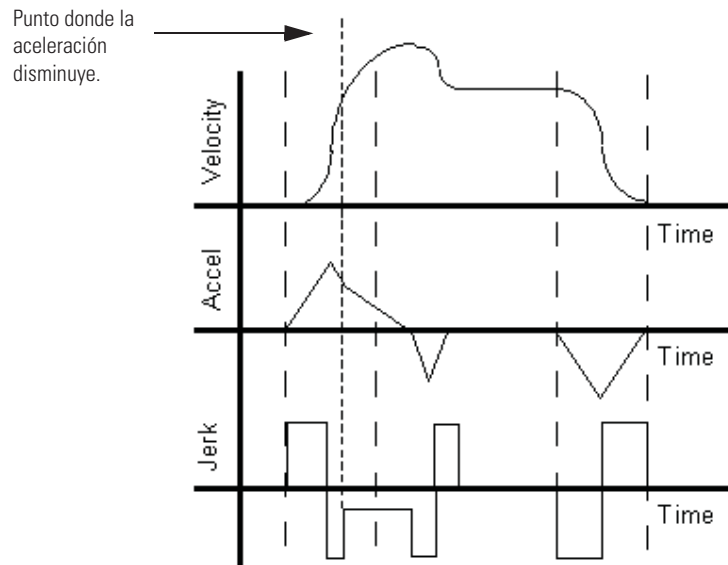 Punto donde la
aceleración
disminuye.
Velocity
Time
Accel
Time
Jerk
Time